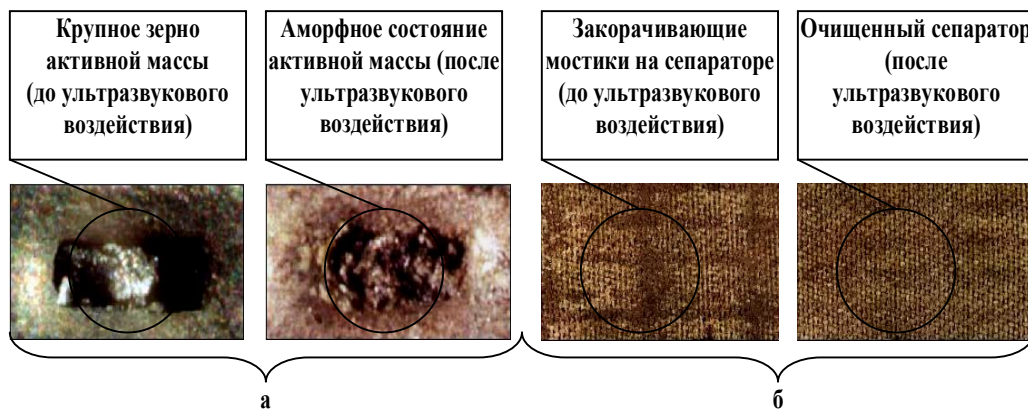 Крупное зерно
активной массы
(до ультразвукового
воздействия)
Аморфное состояние
активной массы (после
ультразвукового
воздействия)
Закорачивающие
мостики на сепараторе
(до ультразвукового
воздействия)
Очищенный сепаратор
(после
ультразвукового
воздействия)
а
б